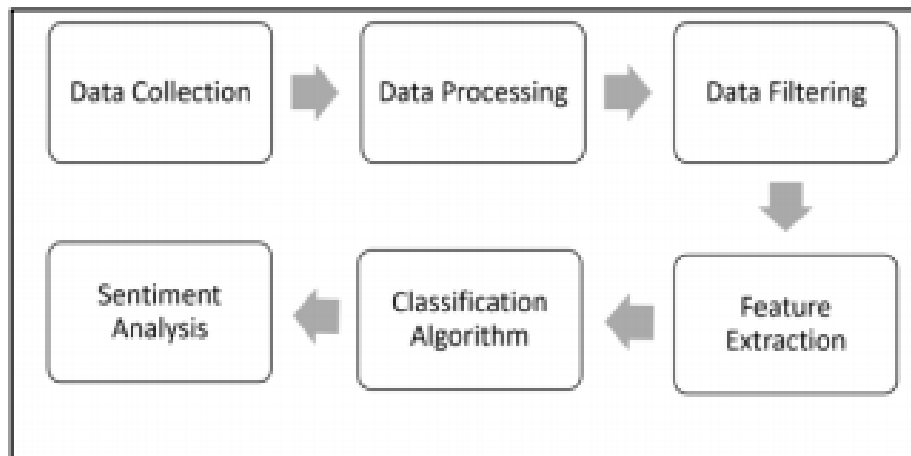 Data Collection
Data Processing
Data Filtering
Feature
Extraction
Classification
Algorithm
Sentiment
Analysis